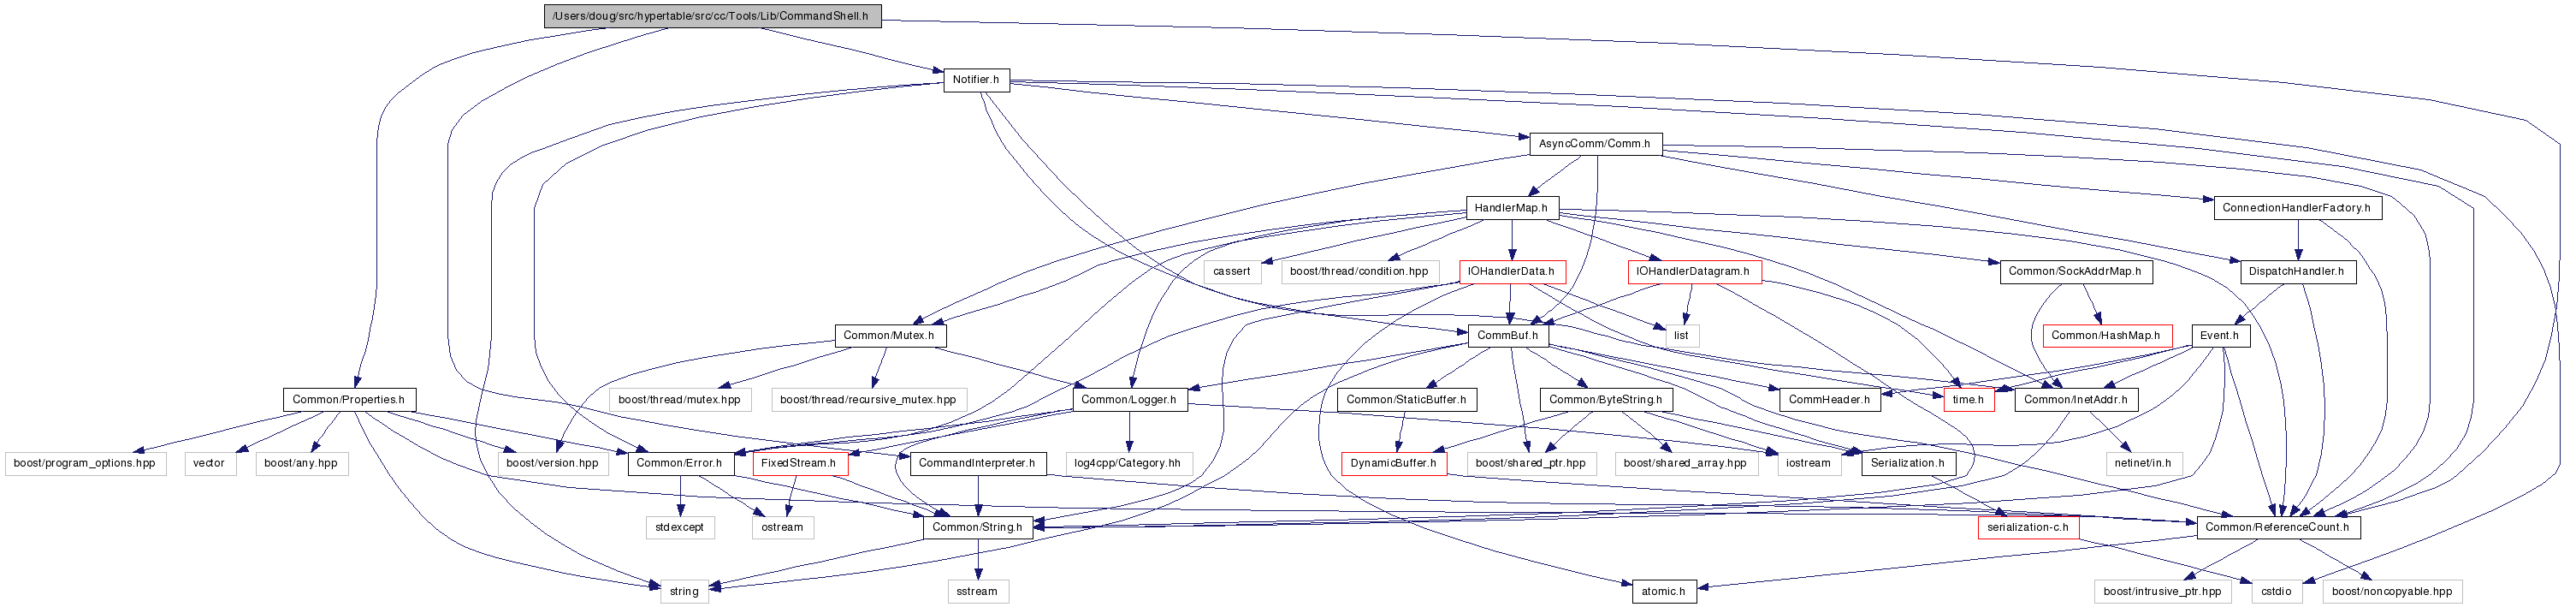 /Users/doug/src/hypertable/src/cc/Tools/Lib/CommandShell.h
Notifier.h
AsyncComm/Comm.h
HandlerMap.h
ConnectionHandlerFactory.h
cassert
boost/thread/condition.hpp
IOHandlerData.h
IOHandlerDatagram.h
Common/SockAddrMap.h
DispatchHandler.h
Common/Mutex.h
CommBuf.h
list
Common/HashMap.h
Event.h
Common/Properties.h
boost/thread/mutex.hpp
boost/thread/recursive_mutex.hpp
Common/Logger.h
Common/StaticBuffer.h
Common/ByteString.h
CommHeader.h
time.h
Common/InetAddr.h
boost/program_options.hpp
vector
boost/any.hpp
boost/version.hpp
Common/Error.h
FixedStream.h
CommandInterpreter.h
log4cpp/Category.hh
DynamicBuffer.h
boost/shared_ptr.hpp
boost/shared_array.hpp
iostream
Serialization.h
netinet/in.h
stdexcept
ostream
Common/String.h
serialization-c.h
Common/ReferenceCount.h
string
sstream
atomic.h
boost/intrusive_ptr.hpp
cstdio
boost/noncopyable.hpp